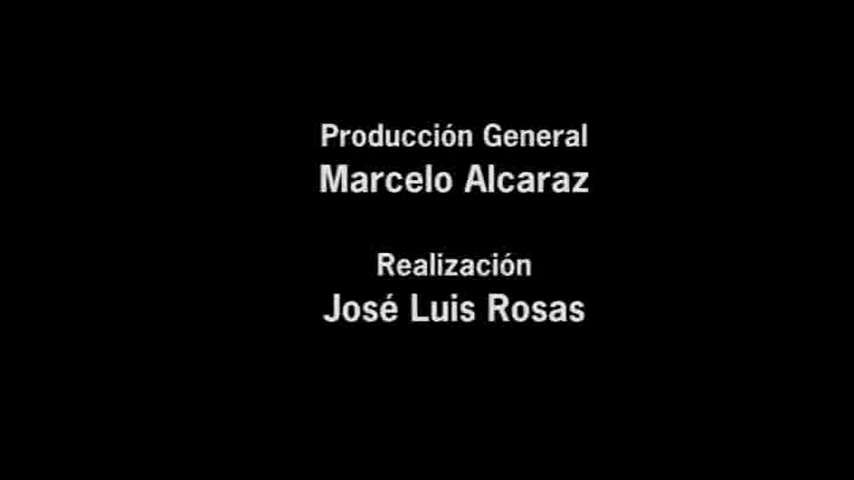 Producción General
Marcelo Alcaraz
Realización
José Luis Rosas